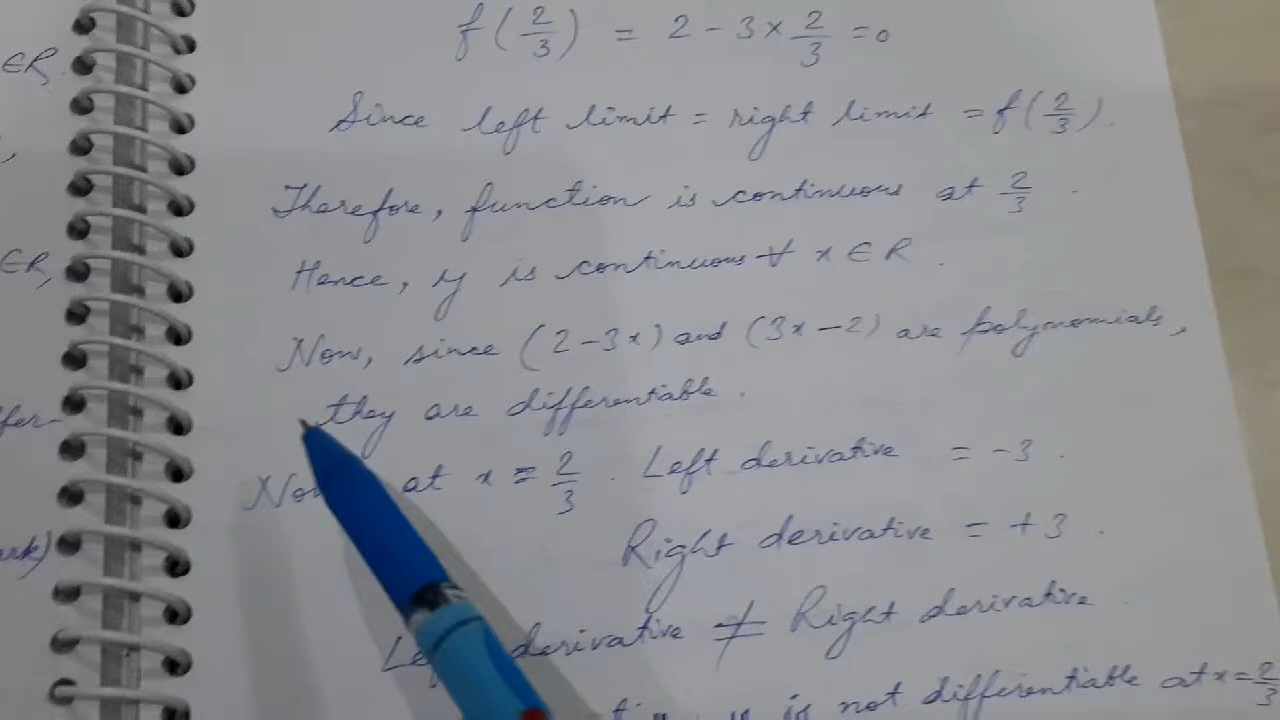 ∈R.
f(2/3) = 2 - 3 × 2/3 = 0
Since left limit = right limit = f(2/3).
Therefore, function is continuous at 2/3.
∈R,
Hence, y is continuous ∀ x ∈ R.
Now, since (2-3x) and (3x-2) are polynomials,
they are differentiable.
fer-
at x = 2/3. Left derivative = -3.
Right derivative = +3.
ark)
derivative ≠ Right derivative
is not differentiable at x = 2/3